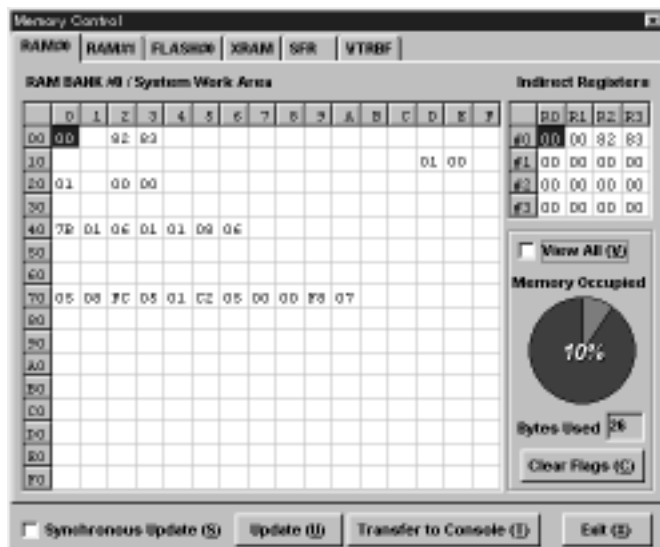 Memory Control
RAM#0 RAM#1 FLASH#0 XRAM SFR VTRBF
RAM BANK #0 / System Work Area
Indirect Registers
0 1 2 3 4 5 6 7 8 9 A B C D E F
00 00 82 83
10 01 00
20 01 00 00
30
40 7B 01 06 01 01 08 06
50
60
70 05 08 FC 05 01 C2 05 00 00 F8 07
80
90
A0
B0
C0
D0
E0
F0
R0 R1 R2 R3
#0 00 00 82 83
#1 00 00 00 00
#2 00 00 00 00
#3 00 00 00 00
View All (V)
Memory Occupied
10%
Bytes Used 26
Clear Flags (C)
Synchronous Update (S) Update (U) Transfer to Console (T) Exit (X)